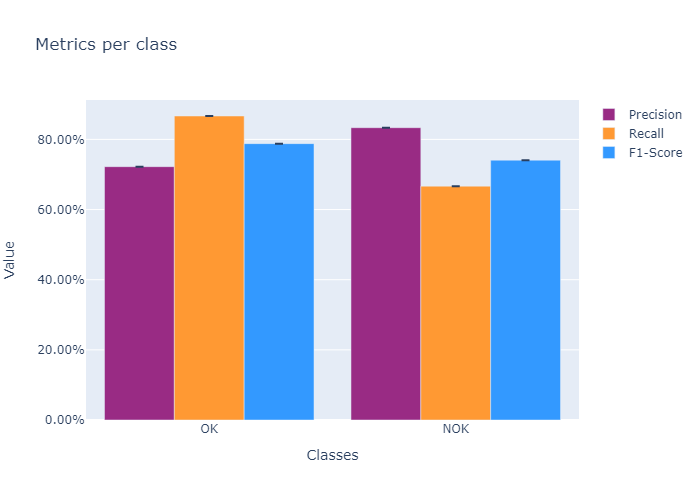 Metrics per class
Precision
Recall
F1-Score
80.00%
60.00%
40.00%
20.00%
0.00%
Value
OK
NOK
Classes